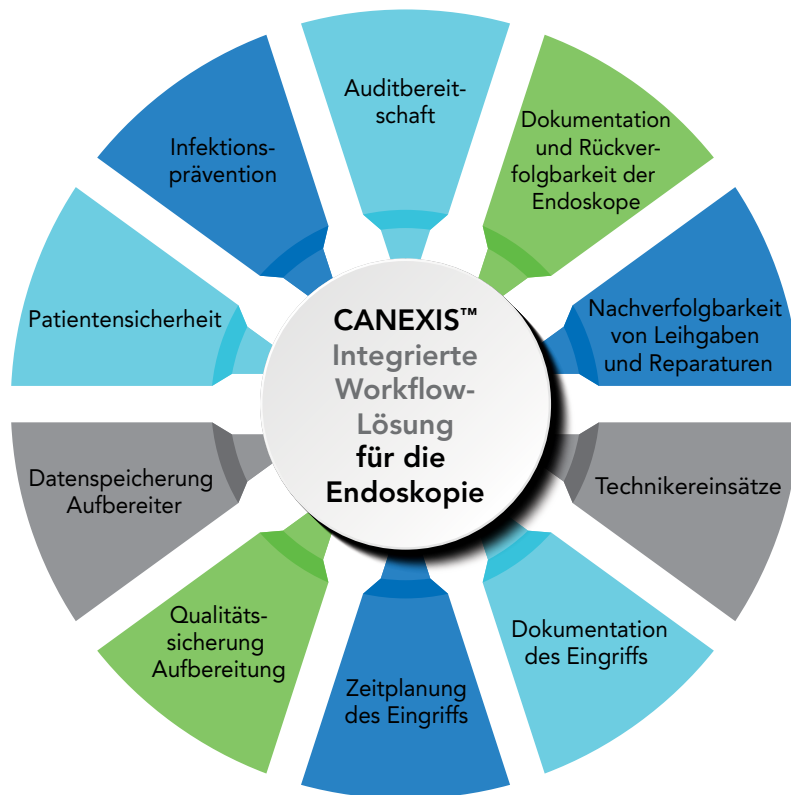 Auditbereit-
schaft
Dokumentation
und Rückver-
folgbarkeit der
Endoskope
Nachverfolgbarkeit
von Leihgaben
und Reparaturen
Technikereinsätze
Dokumentation
des Eingriffs
Zeitplanung
des Eingriffs
Qualitäts-
sicherung
Aufbereitung
Datenspeicherung
Aufbereiter
Patientensicherheit
Infektions-
prävention
CANEXIS™
Integrierte
Workflow-
Lösung
für die
Endoskopie